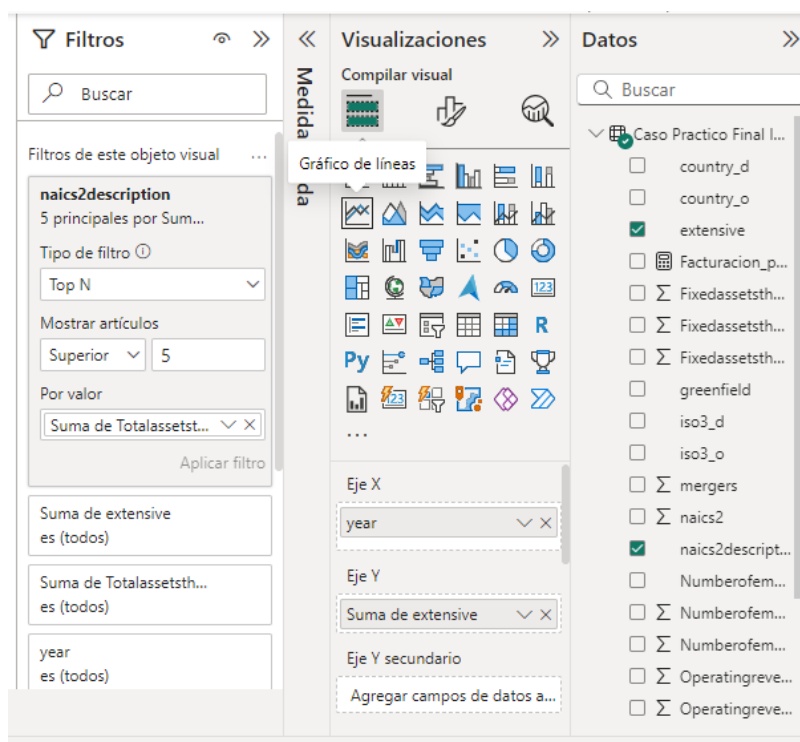 Filtros
Buscar
Filtros de este objeto visual ...
naics2description
5 principales por Sum...
Tipo de filtro
Top N
Mostrar artículos
Superior 5
Por valor
Suma de Totalassetst...
Aplicar filtro
Suma de extensive
es (todos)
Suma de Totalassetsth...
es (todos)
year
es (todos)
Visualizaciones
Compilar visual
Gráfico de líneas
123
R
Py
123
...
Eje X
year
Eje Y
Suma de extensive
Eje Y secundario
Agregar campos de datos a...
Datos
Buscar
Caso Practico Final I...
country_d
country_o
extensive
Facturacion_p...
Fixedassetsth...
Fixedassetsth...
Fixedassetsth...
greenfield
iso3_d
iso3_o
mergers
naics2
naics2descript...
Numberofem...
Numberofem...
Numberofem...
Operatingreve...
Operatingreve...